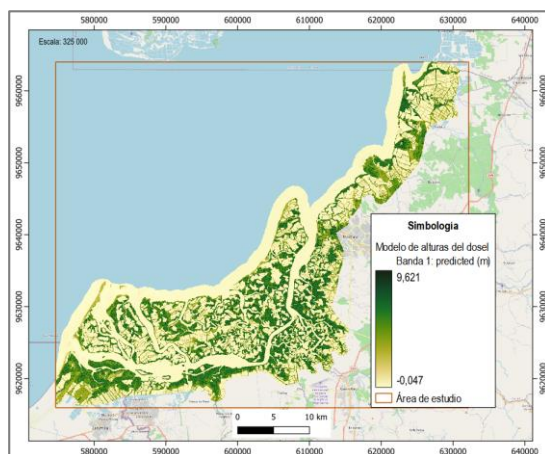 580000 590000 600000 610000 620000 630000 640000
Escala: 325 000
9660000 9660000
9650000 9650000
9640000 9640000
9630000 9630000
9620000 9620000
Simbologia
Modelo de alturas del dosel
Banda 1: predicted (m)
9,621
-0,047
Área de estudio
0 5 10 km
580000 590000 600000 610000 620000 630000 640000